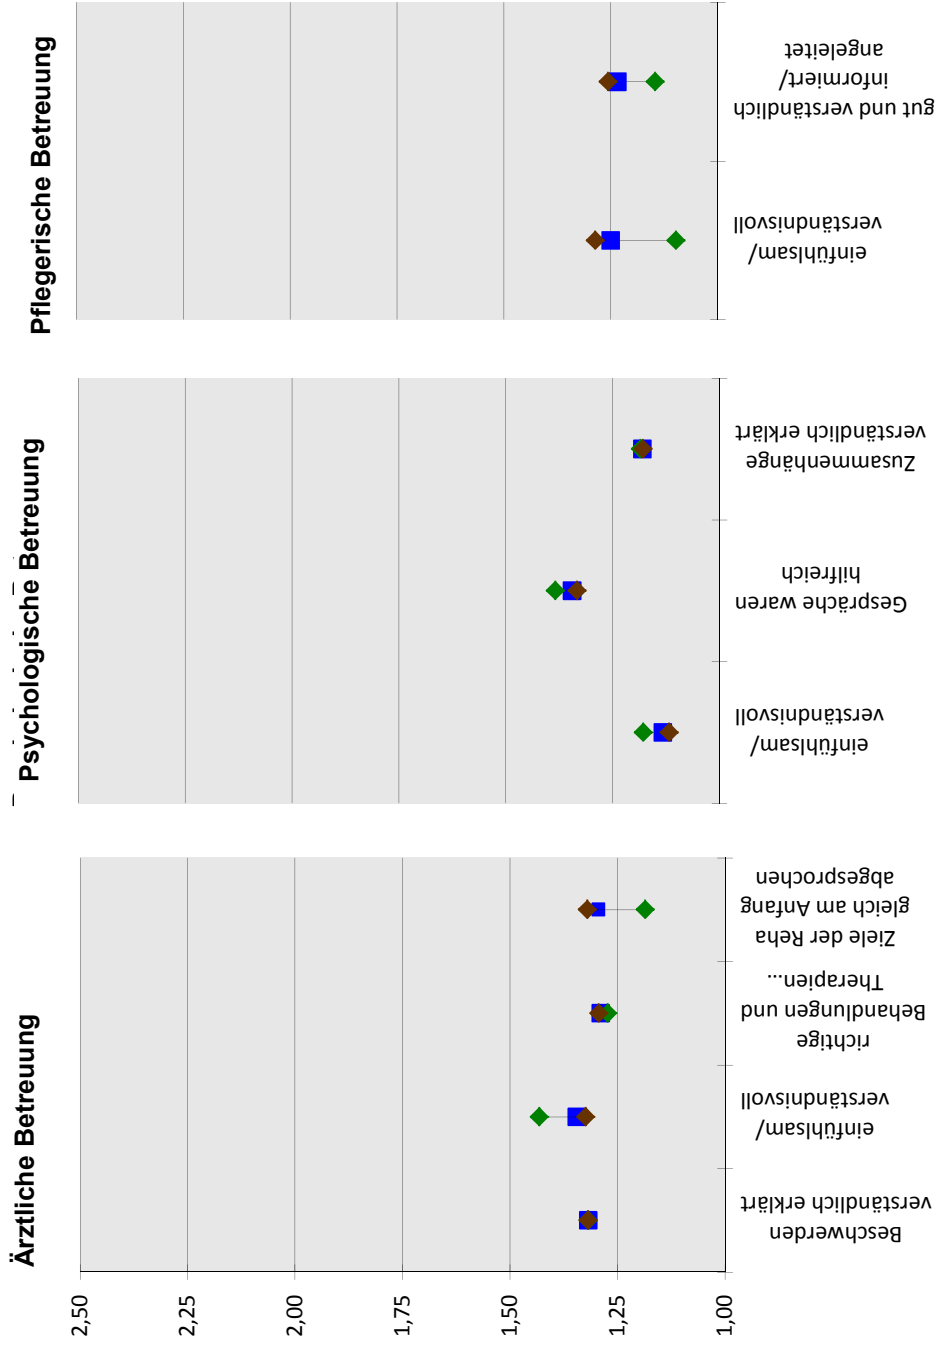 Ärztliche Betreuung
Psychologische Betreuung
Pflegerische Betreuung
2,50
2,25
2,00
1,75
1,50
1,25
1,00
Beschwerden
verständlich erklärt
einfühlsam/
verständnisvoll
richtige
Behandlungen und
Therapien...
Ziele der Reha
gleich am Anfang
abgesprochen
einfühlsam/
verständnisvoll
Gespräche waren
hilfreich
Zusammenhänge
verständlich erklärt
einfühlsam/
verständnisvoll
gut und verständlich
informiert/
angeleitet